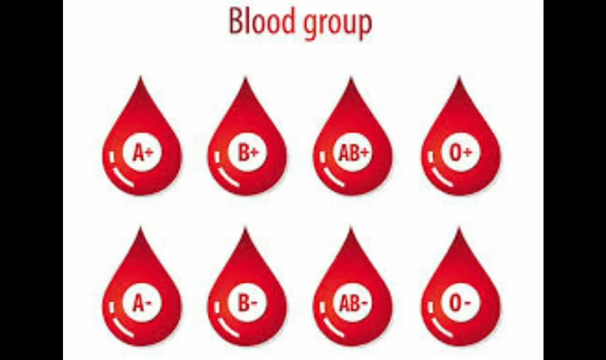 Blood group
A+ B+ AB+ O+
A- B- AB- O-